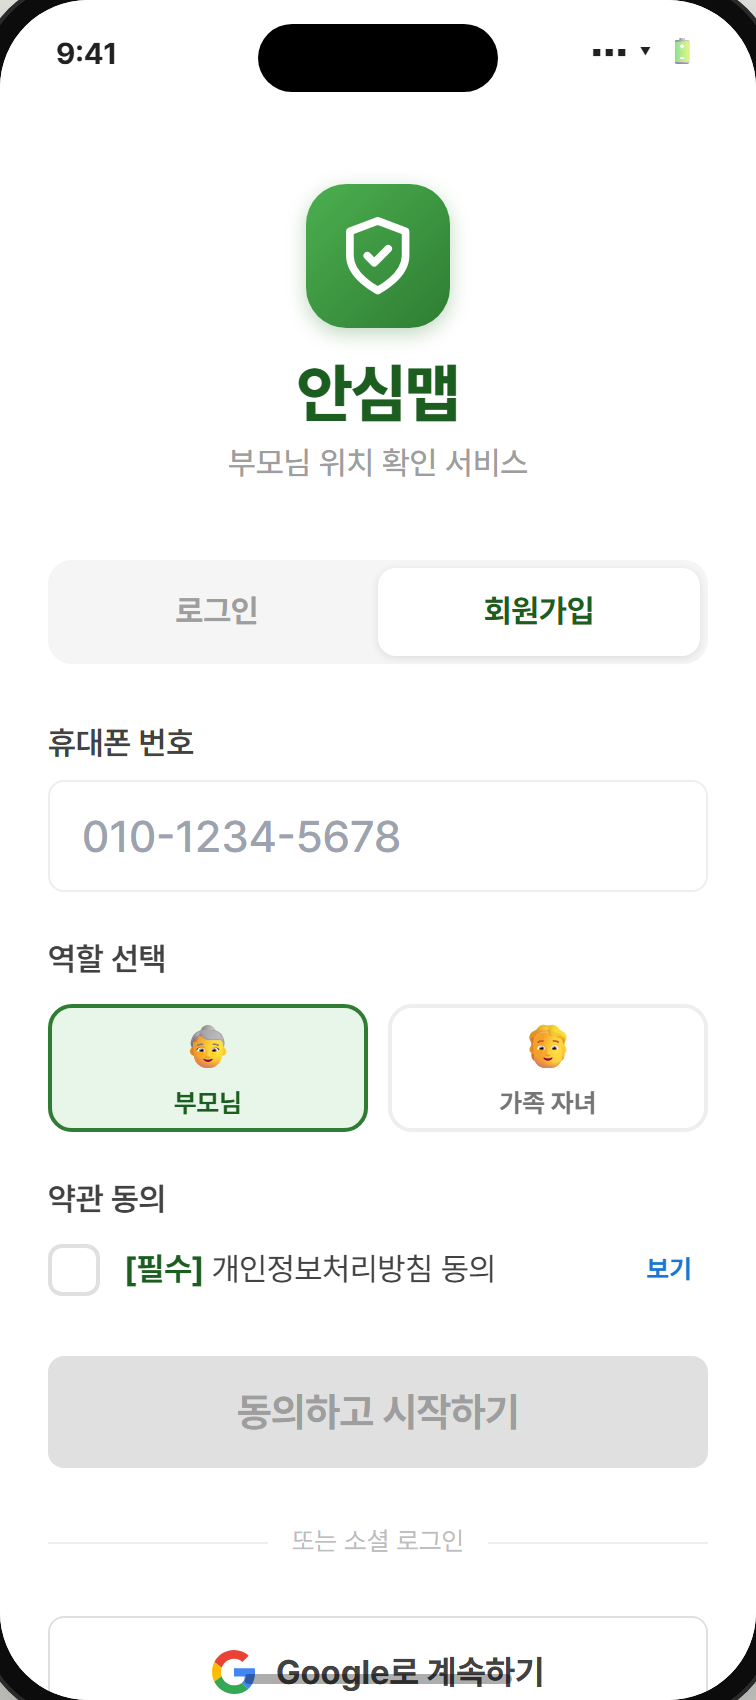 9:41
안심맵
부모님 위치 확인 서비스
로그인 회원가입
휴대폰 번호
010-1234-5678
역할 선택
부모님 가족 자녀
약관 동의
[필수] 개인정보처리방침 동의 보기
동의하고 시작하기
또는 소셜 로그인
Google로 계속하기